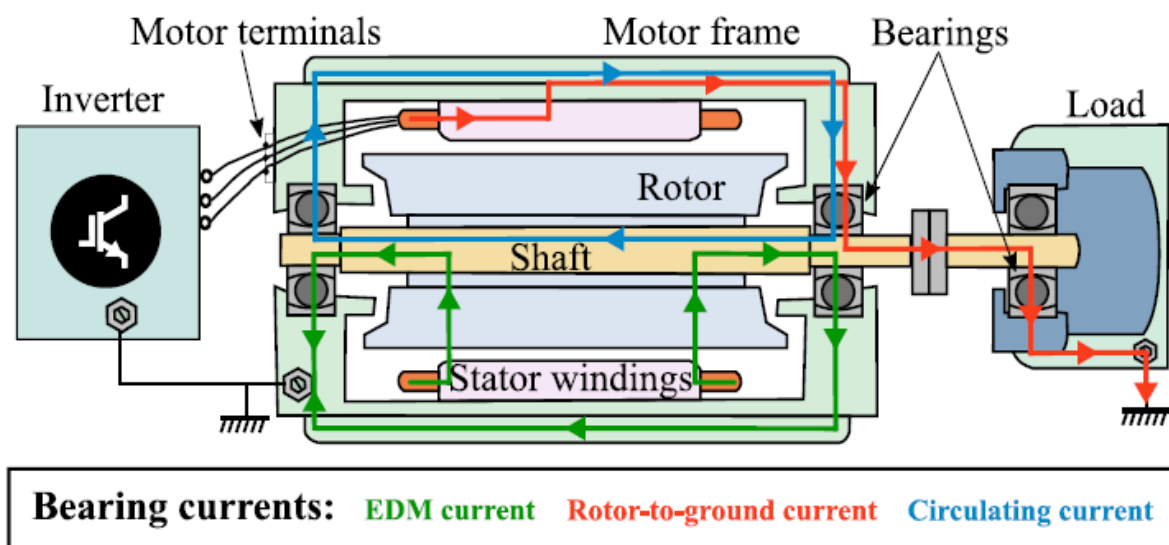 Motor terminals
Motor frame
Bearings
Inverter
Load
Rotor
Shaft
Stator windings
Bearing currents: EDM current Rotor-to-ground current Circulating current